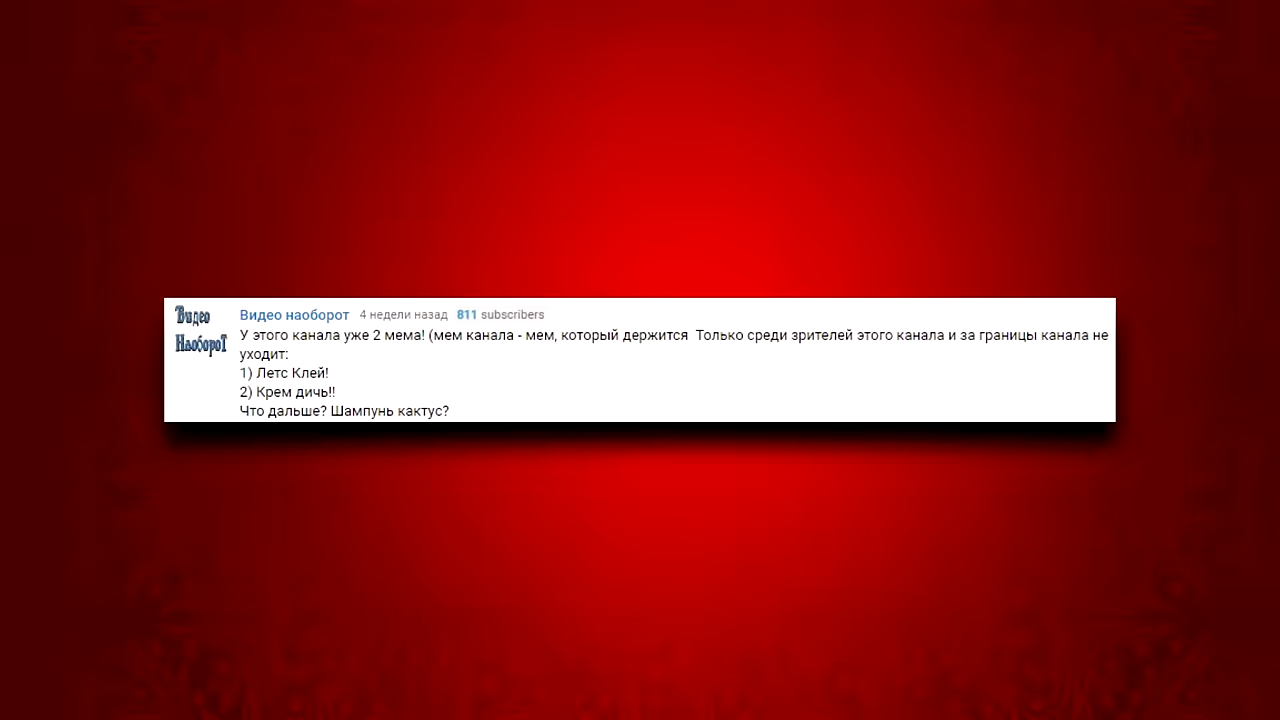 Видео
НаоборoТ
Видео наоборот 4 недели назад 811 subscribers
У этого канала уже 2 мема! (мем канала - мем, который держится Только среди зрителей этого канала и за границы канала не
уходит:
1) Летс Клей!
2) Крем дичь!!
Что дальше? Шампунь кактус?